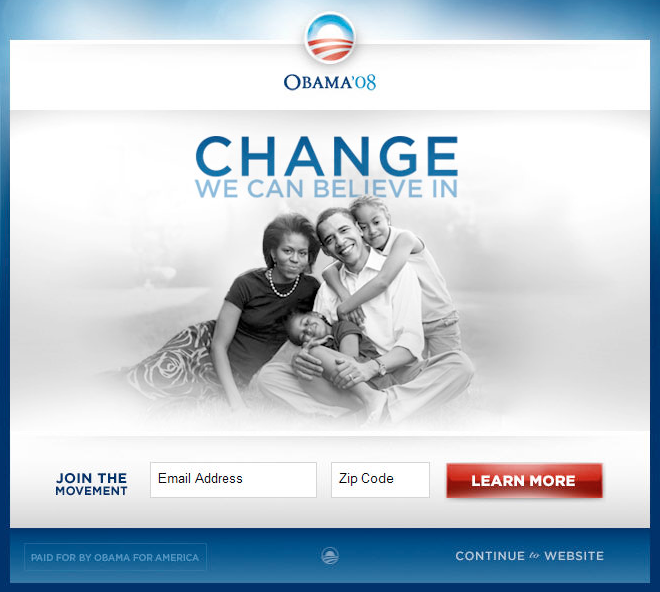 OBAMA'08
CHANGE
WE CAN BELIEVE IN
JOIN THE
MOVEMENT
Email Address
Zip Code
LEARN MORE
PAID FOR BY OBAMA FOR AMERICA
CONTINUE to WEBSITE